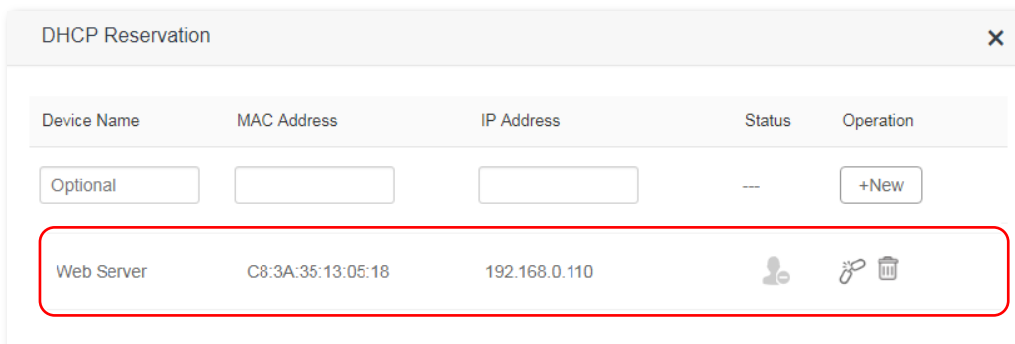 DHCP Reservation
Device Name MAC Address IP Address Status Operation
Optional --- +New
Web Server C8:3A:35:13:05:18 192.168.0.110